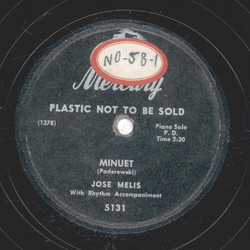 NO-58-1
Mercury
PLASTIC NOT TO BE SOLD
(1378)
Piano Solo
P. D.
Time 2:30
MINUET
(Paderewski)
JOSE MELIS
With Rhythm Accompaniment
5131